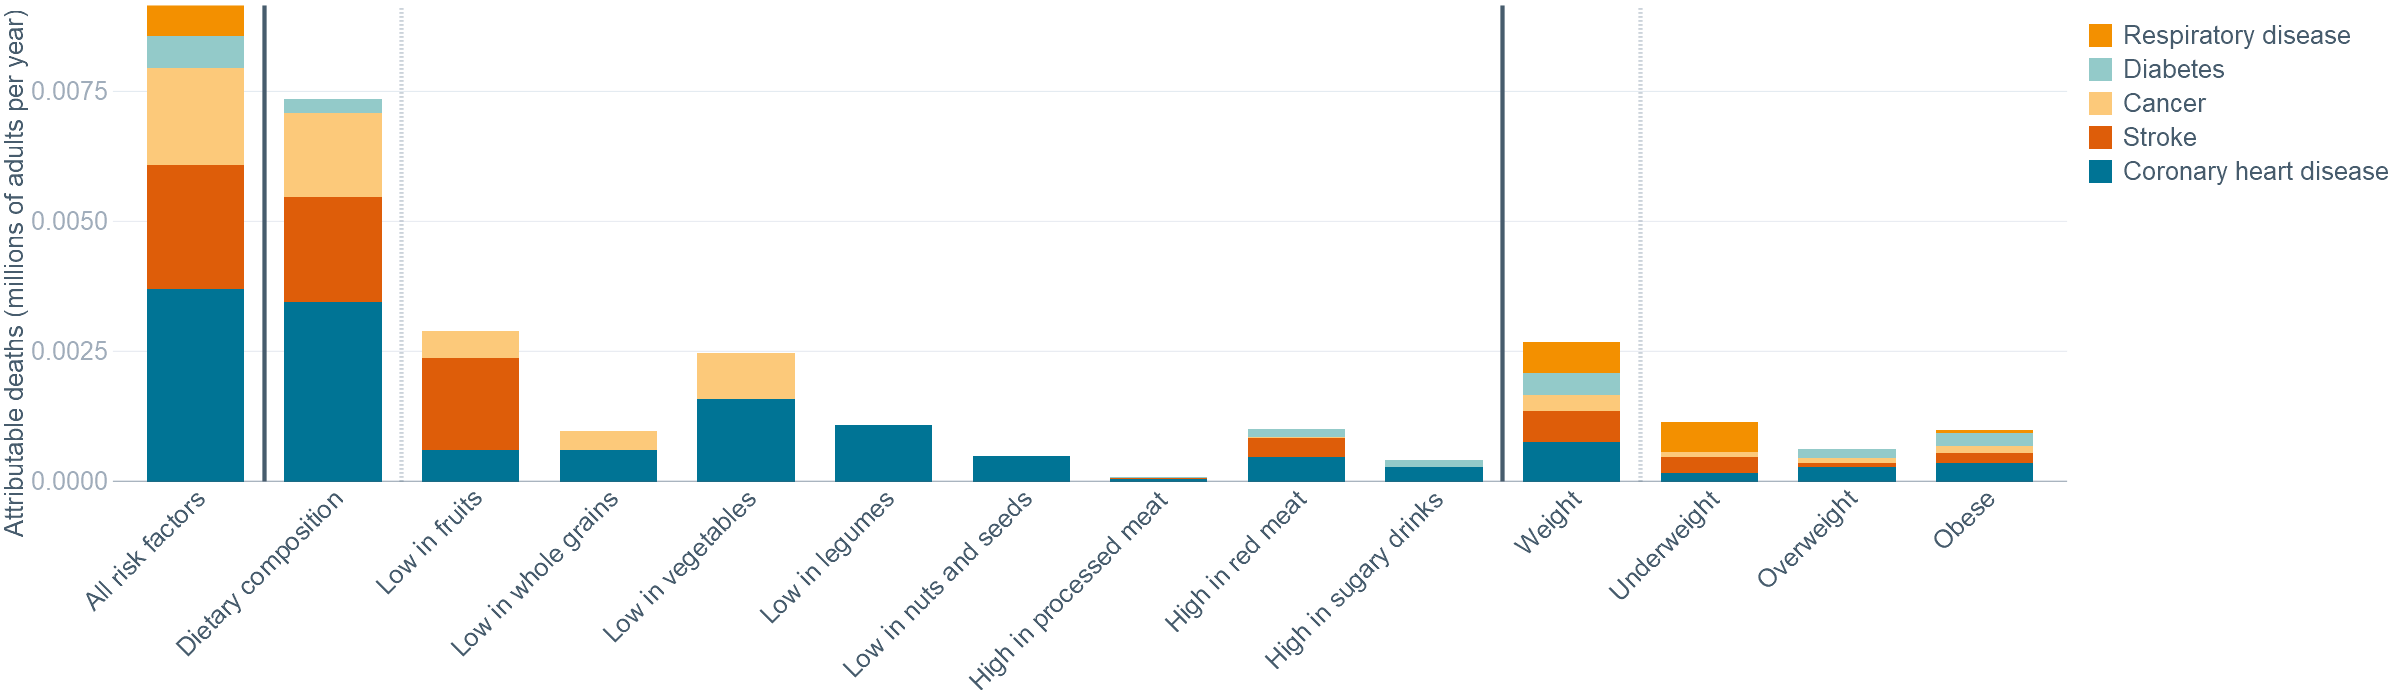 Attributable deaths (millions of adults per year)
0.0075
0.0050
0.0025
0.0000
All risk factors
Dietary composition
Low in fruits
Low in whole grains
Low in vegetables
Low in legumes
Low in nuts and seeds
High in processed meat
High in red meat
High in sugary drinks
Weight
Underweight
Overweight
Obese
Respiratory disease
Diabetes
Cancer
Stroke
Coronary heart disease